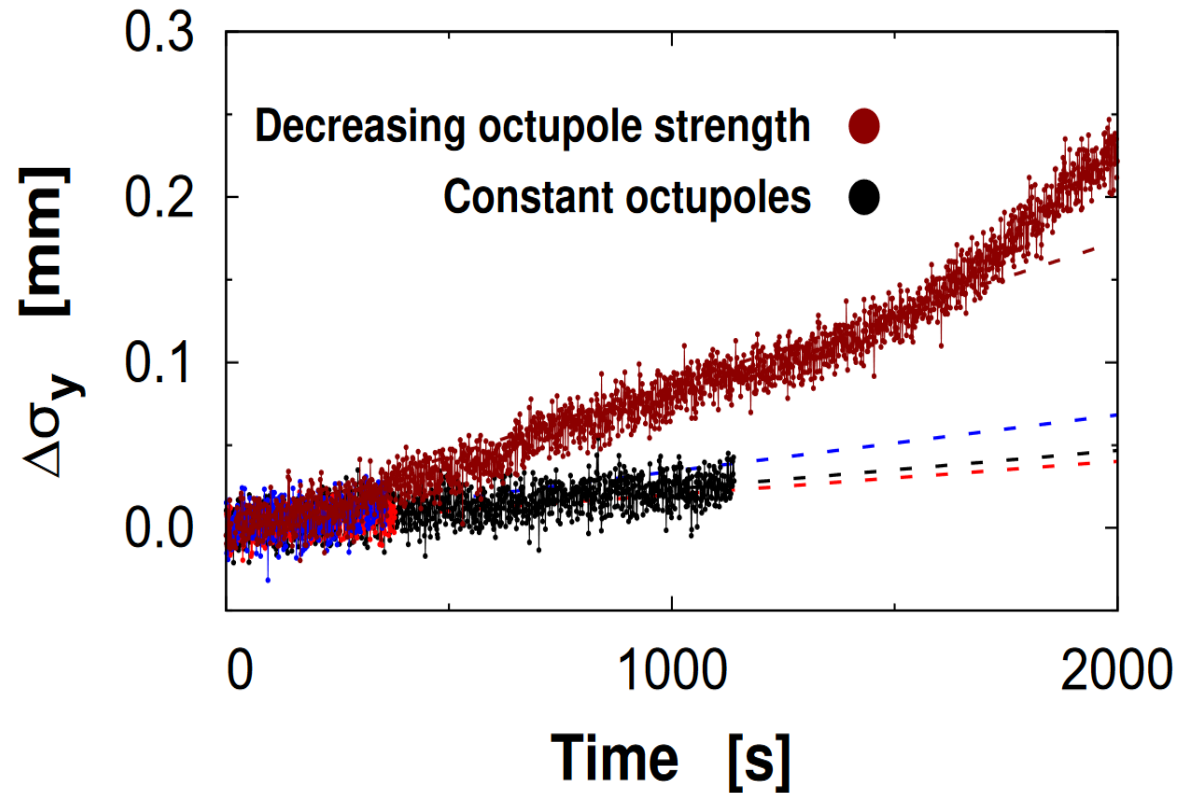 0.3
0.2
0.1
0.0
Δσy [mm]
Decreasing octupole strength
Constant octupoles
0 1000 2000
Time [s]